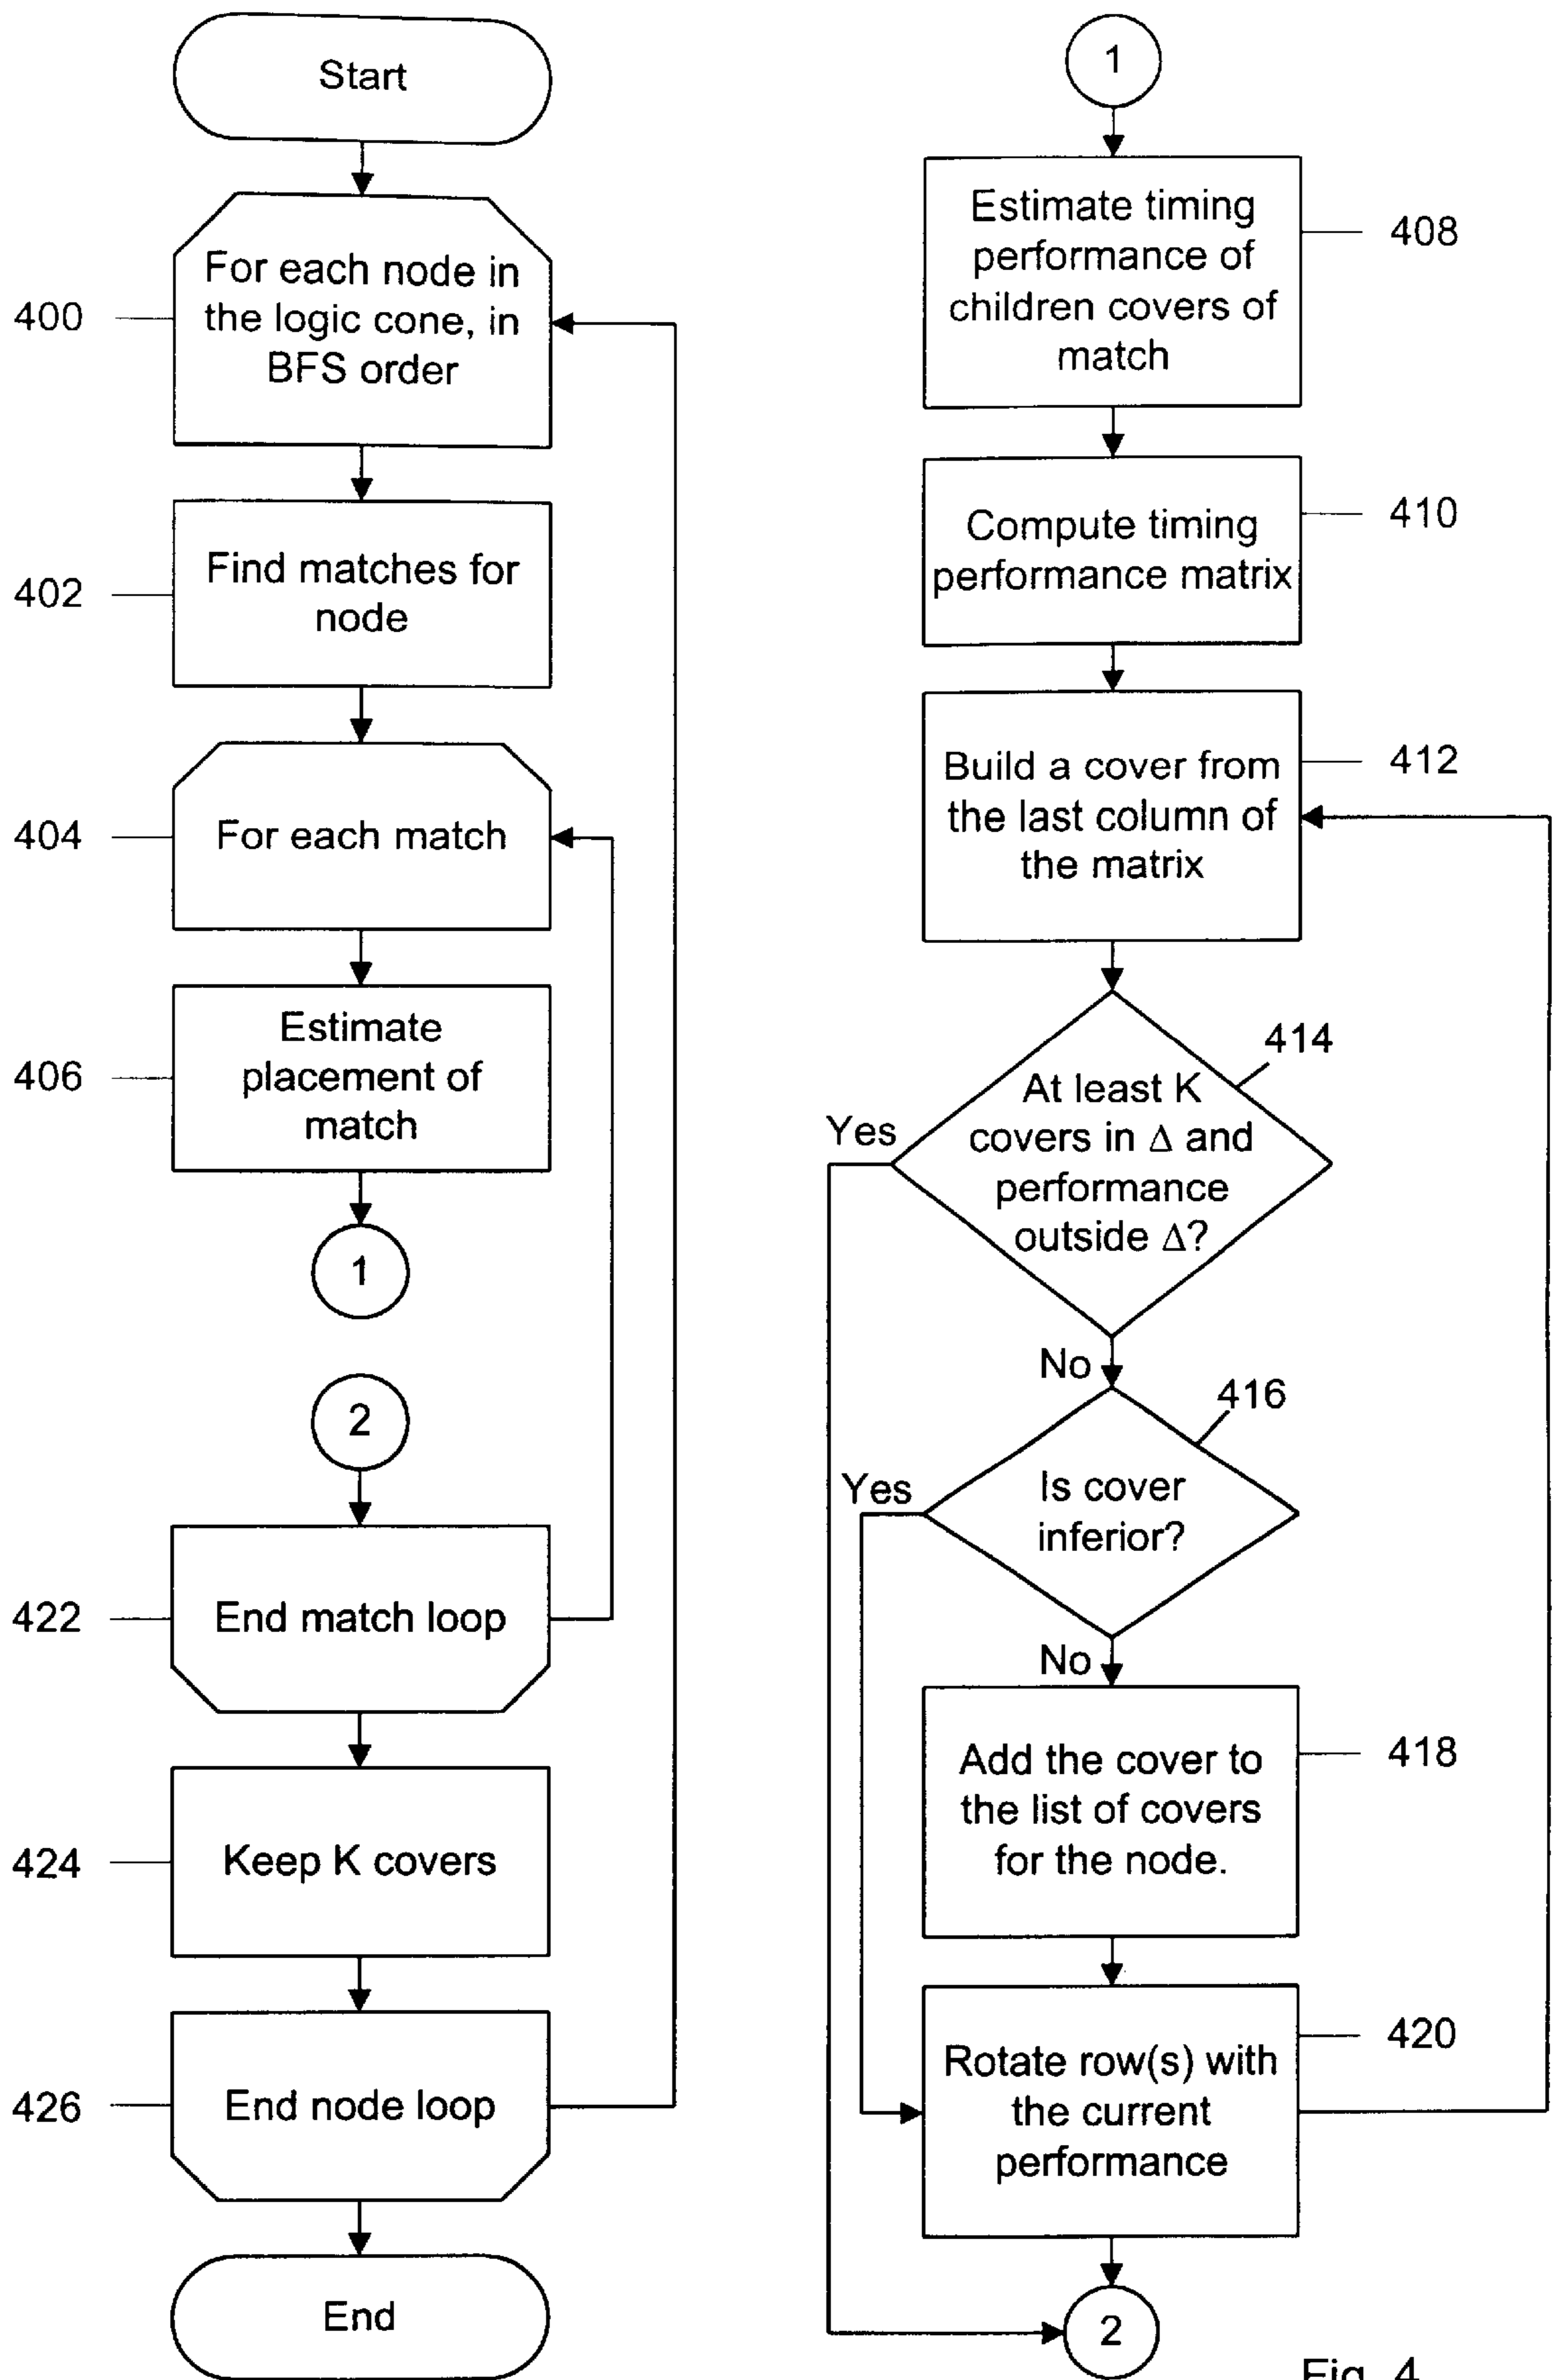 Start
400
For each node in
the logic cone, in
BFS order
402
Find matches for
node
404
For each match
406
Estimate
placement of
match
1
2
422
End match loop
424
Keep K covers
426
End node loop
End
1
Estimate timing
performance of
children covers of
match
408
Compute timing
performance matrix
410
Build a cover from
the last column of
the matrix
412
At least K
covers in Δ and
performance
outside Δ?
414
Yes
No
Is cover
inferior?
416
Yes
No
Add the cover to
the list of covers
for the node.
418
Rotate row(s) with
the current
performance
420
2
Fig. 4